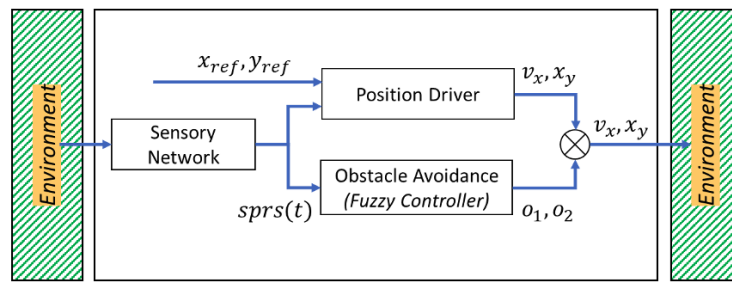 Environment
x_ref, y_ref
Position Driver
v_x, x_y
Sensory
Network
v_x, x_y
Obstacle Avoidance
(Fuzzy Controller)
sprs(t)
o_1, o_2
Environment